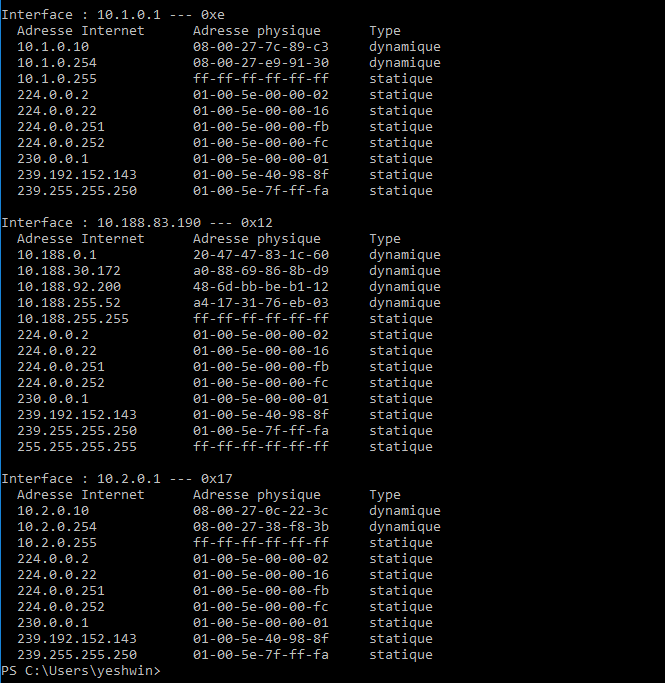 Interface : 10.1.0.1 --- 0xe
  Adresse Internet      Adresse physique      Type
  10.1.0.10             08-00-27-7c-89-c3     dynamique
  10.1.0.254            08-00-27-e9-91-30     dynamique
  10.1.0.255            ff-ff-ff-ff-ff-ff     statique
  224.0.0.2             01-00-5e-00-00-02     statique
  224.0.0.22            01-00-5e-00-00-16     statique
  224.0.0.251           01-00-5e-00-00-fb     statique
  224.0.0.252           01-00-5e-00-00-fc     statique
  230.0.0.1             01-00-5e-00-00-01     statique
  239.192.152.143       01-00-5e-40-98-8f     statique
  239.255.255.250       01-00-5e-7f-ff-fa     statique

Interface : 10.188.83.190 --- 0x12
  Adresse Internet      Adresse physique      Type
  10.188.0.1            20-47-47-83-1c-60     dynamique
  10.188.30.172         a0-88-69-86-8b-d9     dynamique
  10.188.92.200         48-6d-bb-be-b1-12     dynamique
  10.188.255.52         a4-17-31-76-eb-03     dynamique
  10.188.255.255        ff-ff-ff-ff-ff-ff     statique
  224.0.0.2             01-00-5e-00-00-02     statique
  224.0.0.22            01-00-5e-00-00-16     statique
  224.0.0.251           01-00-5e-00-00-fb     statique
  224.0.0.252           01-00-5e-00-00-fc     statique
  230.0.0.1             01-00-5e-00-00-01     statique
  239.192.152.143       01-00-5e-40-98-8f     statique
  239.255.255.250       01-00-5e-7f-ff-fa     statique
  255.255.255.255       ff-ff-ff-ff-ff-ff     statique

Interface : 10.2.0.1 --- 0x17
  Adresse Internet      Adresse physique      Type
  10.2.0.10             08-00-27-0c-22-3c     dynamique
  10.2.0.254            08-00-27-38-f8-3b     dynamique
  10.2.0.255            ff-ff-ff-ff-ff-ff     statique
  224.0.0.2             01-00-5e-00-00-02     statique
  224.0.0.22            01-00-5e-00-00-16     statique
  224.0.0.251           01-00-5e-00-00-fb     statique
  224.0.0.252           01-00-5e-00-00-fc     statique
  230.0.0.1             01-00-5e-00-00-01     statique
  239.192.152.143       01-00-5e-40-98-8f     statique
  239.255.255.250       01-00-5e-7f-ff-fa     statique
PS C:\Users\yeshwin>